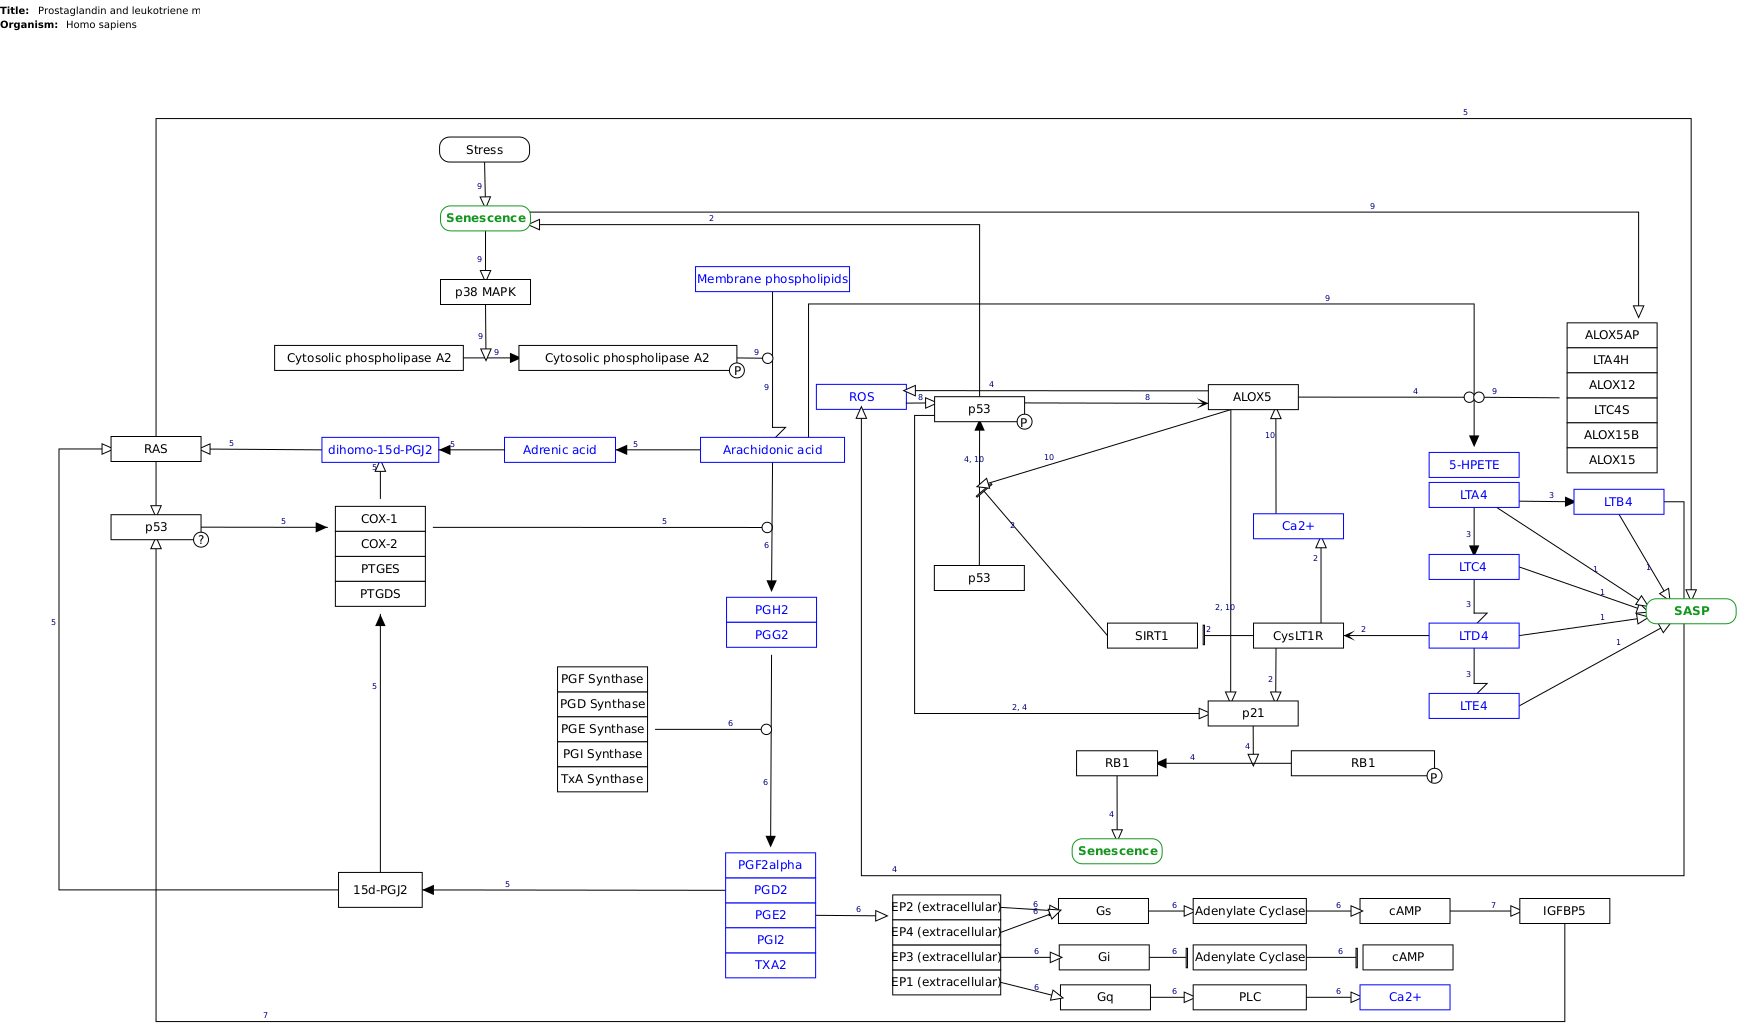 Title: Prostaglandin and leukotriene m
Organism: Homo sapiens
5
Stress
9
Senescence
9
2
9
p38 MAPK
Membrane phospholipids
9
9
Cytosolic phospholipase A2
9
Cytosolic phospholipase A2
P
9
9
ALOX5AP
LTA4H
ALOX12
LTC4S
ALOX15B
ALOX15
ROS
8
4
p53
P
8
ALOX5
4
9
RAS
5
dihomo-15d-PGJ2
5
Adrenic acid
5
Arachidonic acid
5
4, 10
10
10
5-HPETE
LTA4
3
LTB4
p53
?
5
COX-1
COX-2
PTGES
PTGDS
5
6
2
Ca2+
2
3
1
1
LTC4
1
p53
PGH2
PGG2
2, 10
3
SASP
5
SIRT1
2
CysLT1R
2
LTD4
1
1
PGF Synthase
PGD Synthase
PGE Synthase
PGI Synthase
TxA Synthase
6
5
2
3
2, 4
p21
LTE4
4
RB1
4
RB1
P
6
4
Senescence
4
PGF2alpha
PGD2
PGE2
PGI2
TXA2
15d-PGJ2
5
6
EP2 (extracellular)
EP4 (extracellular)
EP3 (extracellular)
EP1 (extracellular)
6
6
Gs
6
Adenylate Cyclase
6
cAMP
7
IGFBP5
6
Gi
6
Adenylate Cyclase
6
cAMP
6
Gq
6
PLC
6
Ca2+
7